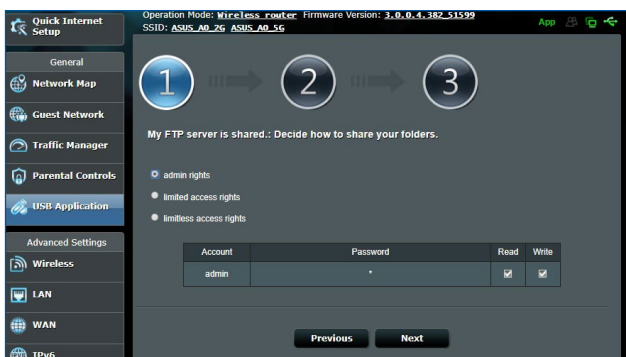 Quick Internet
Setup
Operation Mode: Wireless router Firmware Version: 3.0.0.4.382_51599
SSID: ASUS_A0_2G ASUS_A0_5G
App
General
Network Map
Guest Network
Traffic Manager
Parental Controls
USB Application
Advanced Settings
Wireless
LAN
WAN
IPv6
1 2 3
My FTP server is shared.: Decide how to share your folders.
admin rights
limited access rights
limitless access rights
Account Password Read Write
admin * 
Previous Next